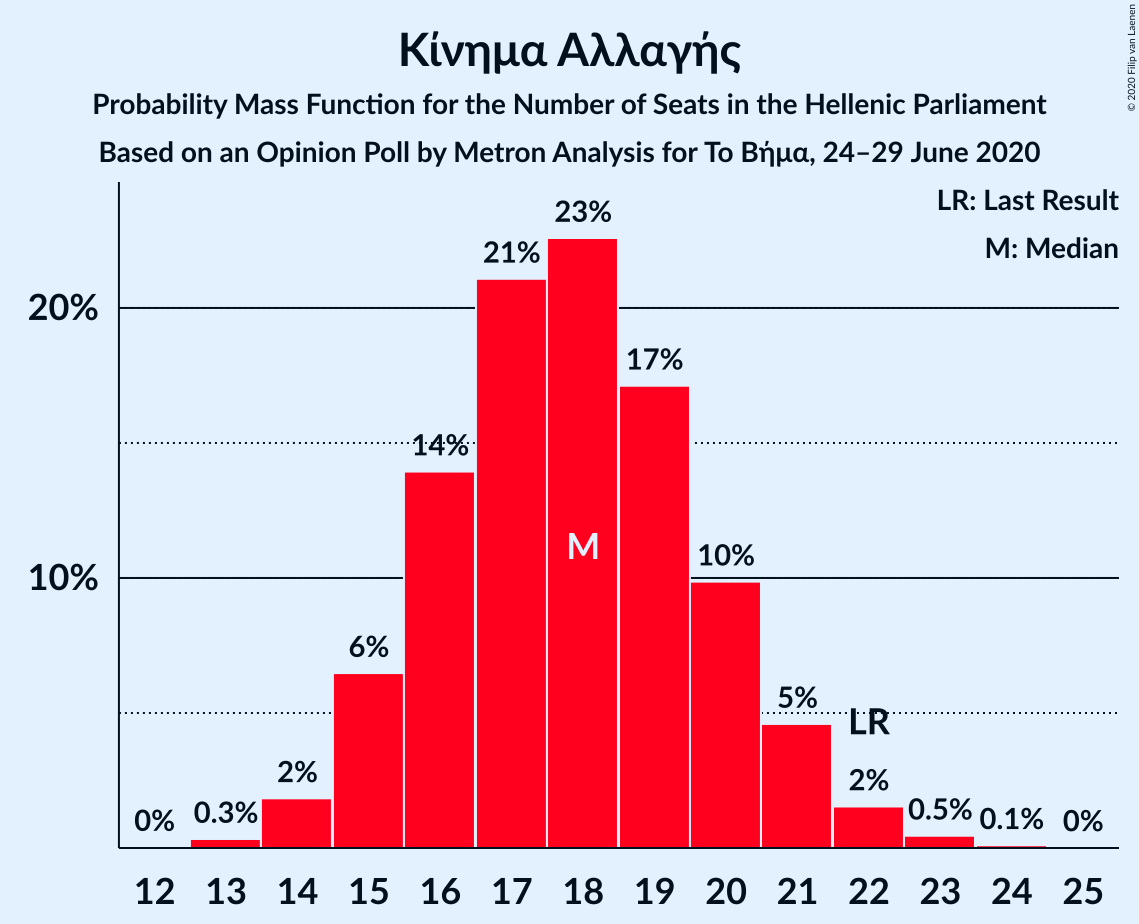 Κίνημα Αλλαγής
Probability Mass Function for the Number of Seats in the Hellenic Parliament
Based on an Opinion Poll by Metron Analysis for Το Βήμα, 24–29 June 2020
© 2020 Filip van Laenen
LR: Last Result
M: Median
20%
10%
0%
0.3%
2%
6%
14%
21%
23%
17%
10%
5%
2%
0.5%
0.1%
0%
M
LR
12 13 14 15 16 17 18 19 20 21 22 23 24 25